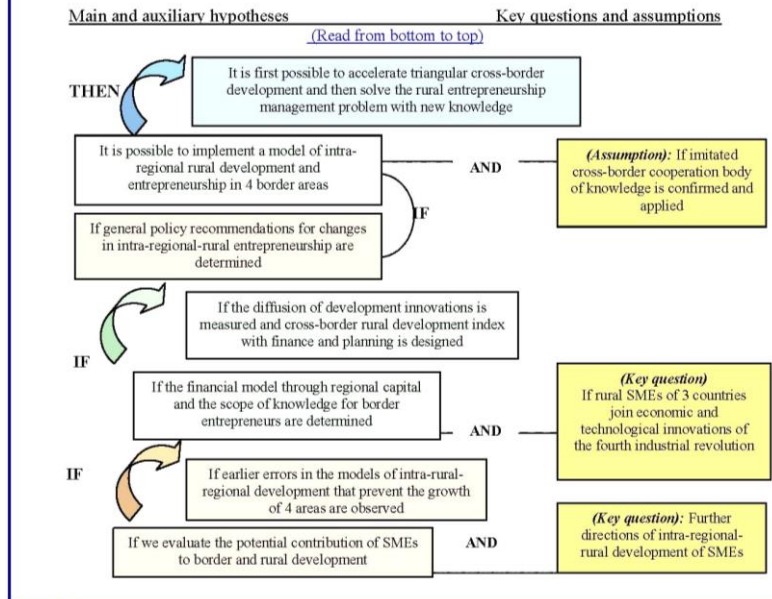 Main and auxiliary hypotheses
Key questions and assumptions
(Read from bottom to top)
THEN
It is first possible to accelerate triangular cross-border
development and then solve the rural entrepreneurship
management problem with new knowledge
It is possible to implement a model of intra-
regional rural development and
entrepreneurship in 4 border areas
AND
(Assumption): If imitated
cross-border cooperation body
of knowledge is confirmed and
applied
IF
If general policy recommendations for changes
in intra-regional-rural entrepreneurship are
determined
If the diffusion of development innovations is
measured and cross-border rural development index
with finance and planning is designed
IF
If the financial model through regional capital
and the scope of knowledge for border
entrepreneurs are determined
AND
(Key question)
If rural SMEs of 3 countries
join economic and
technological innovations of
the fourth industrial revolution
IF
If earlier errors in the models of intra-rural-
regional development that prevent the growth
of 4 areas are observed
If we evaluate the potential contribution of SMEs
to border and rural development
AND
(Key question): Further
directions of intra-regional-
rural development of SMEs